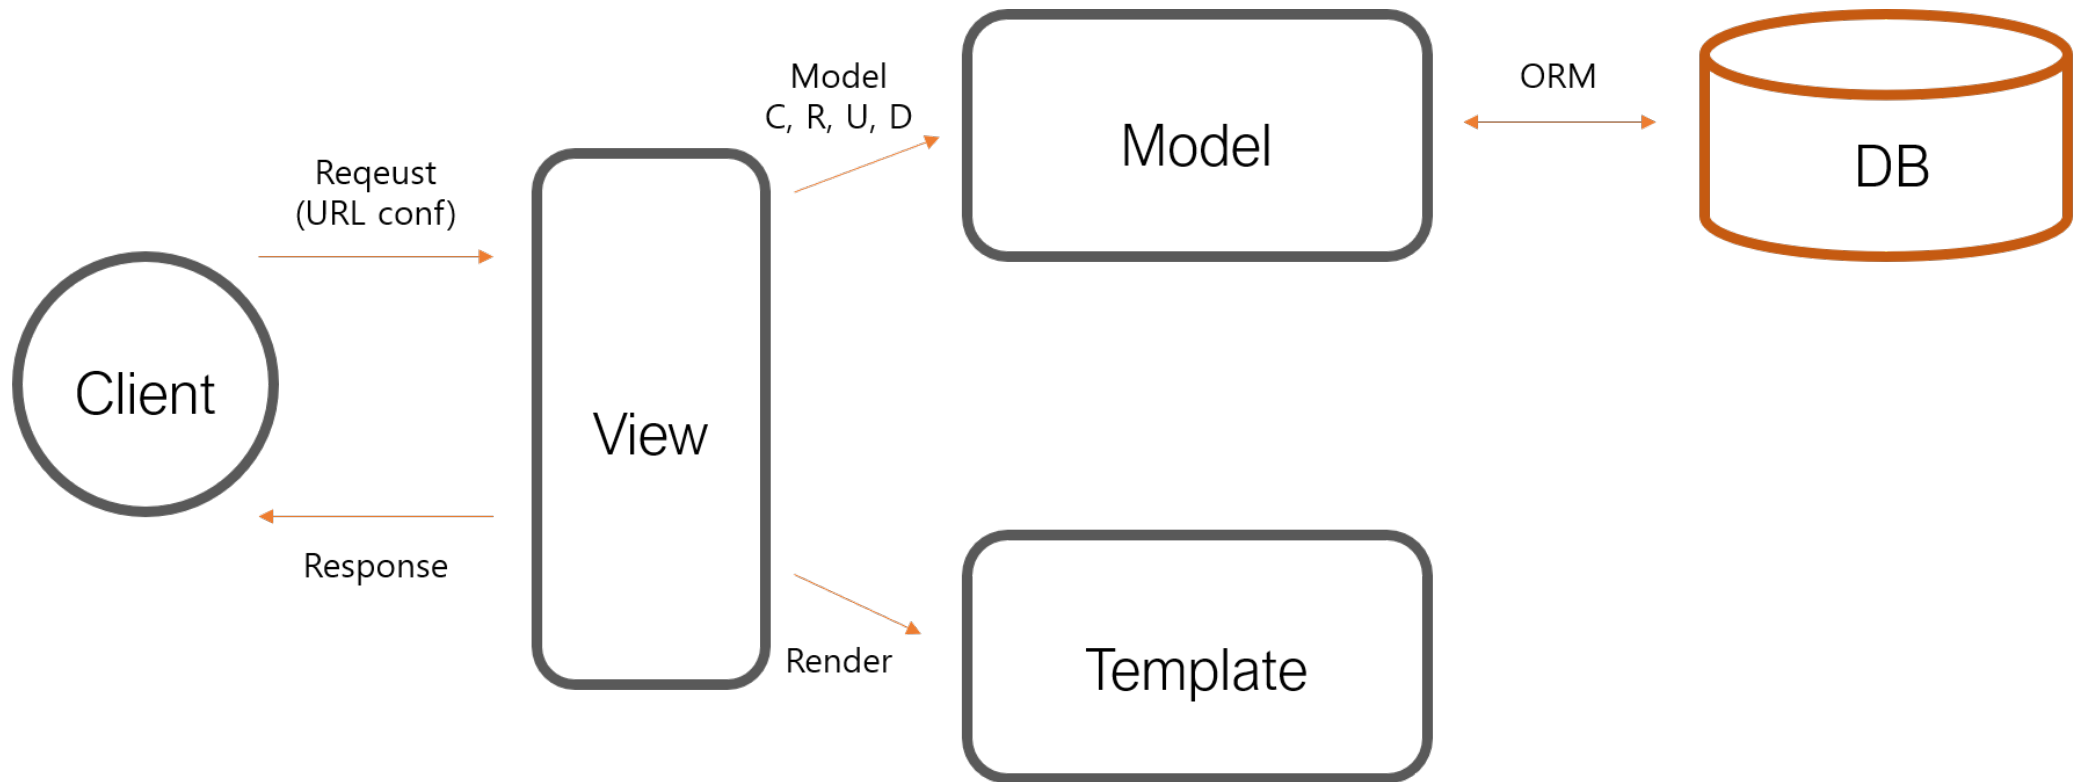 Model
C, R, U, D
Model
ORM
DB
Reqeust
(URL conf)
Client
View
Response
Render
Template